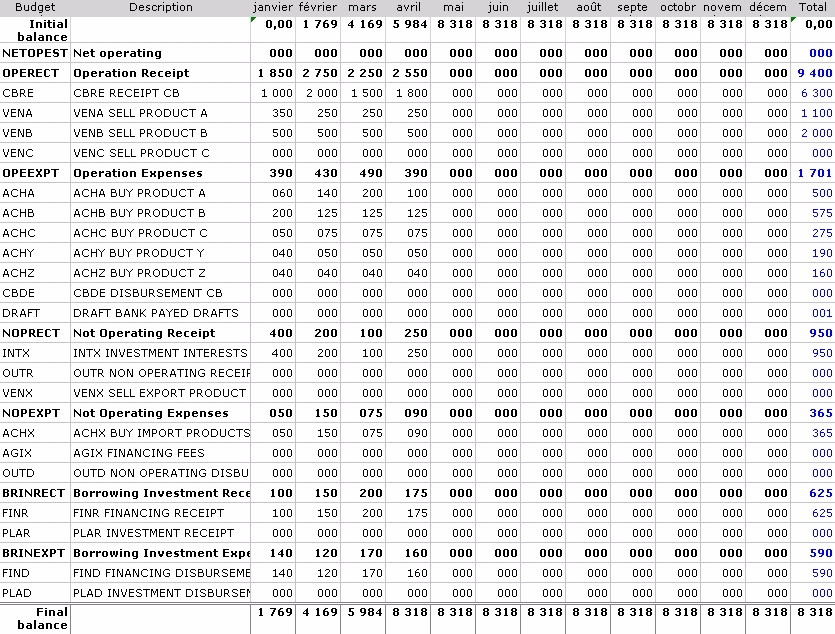 Budget Description janvier février mars avril mai juin juillet août septe octobr novem décem Total
Initial balance 0,00 1 769 4 169 5 984 8 318 8 318 8 318 8 318 8 318 8 318 8 318 8 318 0,00
NETOPEST Net operating 000 000 000 000 000 000 000 000 000 000 000 000 000
OPERECT Operation Receipt 1 850 2 750 2 250 2 550 000 000 000 000 000 000 000 000 9 400
CBRE CBRE RECEIPT CB 1 000 2 000 1 500 1 800 000 000 000 000 000 000 000 000 6 300
VENA VENA SELL PRODUCT A 350 250 250 250 000 000 000 000 000 000 000 000 1 100
VENB VENB SELL PRODUCT B 500 500 500 500 000 000 000 000 000 000 000 000 2 000
VENC VENC SELL PRODUCT C 000 000 000 000 000 000 000 000 000 000 000 000 000
OPEEXPT Operation Expenses 390 430 490 390 000 000 000 000 000 000 000 000 1 701
ACHA ACHA BUY PRODUCT A 060 140 200 100 000 000 000 000 000 000 000 000 500
ACHB ACHB BUY PRODUCT B 200 125 125 125 000 000 000 000 000 000 000 000 575
ACHC ACHC BUY PRODUCT C 050 075 075 075 000 000 000 000 000 000 000 000 275
ACHY ACHY BUY PRODUCT Y 040 050 050 050 000 000 000 000 000 000 000 000 190
ACHZ ACHZ BUY PRODUCT Z 040 040 040 040 000 000 000 000 000 000 000 000 160
CBDE CBDE DISBURSEMENT CB 000 000 000 000 000 000 000 000 000 000 000 000 000
DRAFT DRAFT BANK PAYED DRAFTS 000 000 000 000 000 000 000 000 000 000 000 000 001
NOPRECT Not Operating Receipt 400 200 100 250 000 000 000 000 000 000 000 000 950
INTX INTX INVESTMENT INTERESTS 400 200 100 250 000 000 000 000 000 000 000 000 950
OUTR OUTR NON OPERATING RECEIF 000 000 000 000 000 000 000 000 000 000 000 000 000
VENX VENX SELL EXPORT PRODUCT 000 000 000 000 000 000 000 000 000 000 000 000 000
NOPEXPT Not Operating Expenses 050 150 075 090 000 000 000 000 000 000 000 000 365
ACHX ACHX BUY IMPORT PRODUCTS 050 150 075 090 000 000 000 000 000 000 000 000 365
AGIX AGIX FINANCING FEES 000 000 000 000 000 000 000 000 000 000 000 000 000
OUTD OUTD NON OPERATING DISBU 000 000 000 000 000 000 000 000 000 000 000 000 000
BRINRECT Borrowing Investment Rece 100 150 200 175 000 000 000 000 000 000 000 000 625
FINR FINR FINANCING RECEIPT 100 150 200 175 000 000 000 000 000 000 000 000 625
PLAR PLAR INVESTMENT RECEIPT 000 000 000 000 000 000 000 000 000 000 000 000 000
BRINEXPT Borrowing Investment Expe 140 120 170 160 000 000 000 000 000 000 000 000 590
FIND FIND FINANCING DISBURSEME 140 120 170 160 000 000 000 000 000 000 000 000 590
PLAD PLAD INVESTMENT DISBURSEN 000 000 000 000 000 000 000 000 000 000 000 000 000
Final balance 1 769 4 169 5 984 8 318 8 318 8 318 8 318 8 318 8 318 8 318 8 318 8 318 8 318